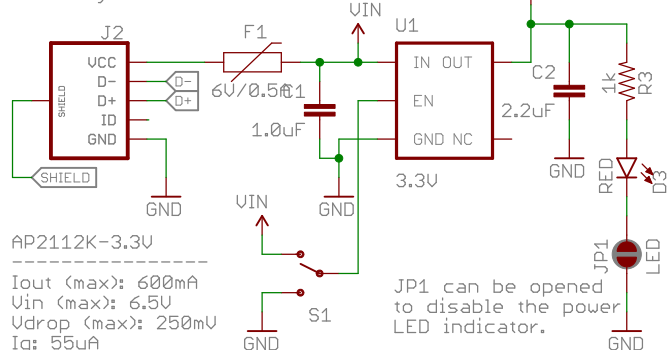 VIN
J2
F1
U1
VCC
IN OUT
D-
D-
C2
SHIELD
D+
D+
6V/0.5A
C1
EN
1k
R3
ID
2.2uF
1.0uF
GND
GND NC
SHIELD
3.3V
GND
RED
D3
GND
GND
VIN
AP2112K-3.3V
----------------
JP1
LED
Iout (max): 600mA
Vin (max): 6.5V
Vdrop (max): 250mV
Iq: 55uA
S1
JP1 can be opened
to disable the power
LED indicator.
GND
GND